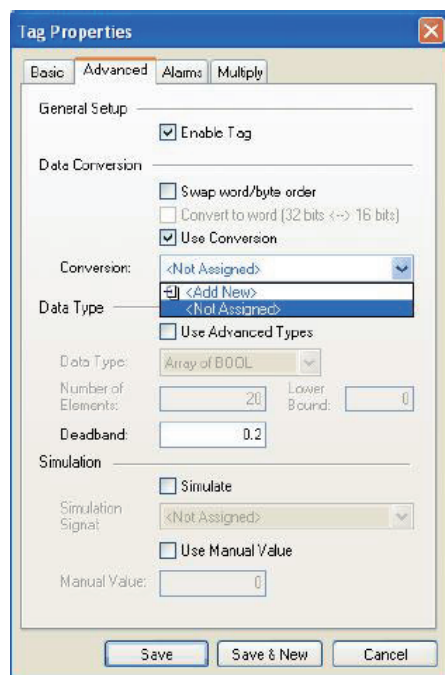 Tag Properties
Basic Advanced Alarms Multiply
General Setup
Enable Tag
Data Conversion
Swap word/byte order
Convert to word (32 bits <--> 16 bits)
Use Conversion
Conversion: <Not Assigned>
<Add New>
<Not Assigned>
Data Type
Use Advanced Types
Data Type: Array of BOOL
Number of Elements: 20 Lower Bound: 0
Deadband: 0.2
Simulation
Simulate
Simulation Signal: <Not Assigned>
Use Manual Value
Manual Value: 0
Save Save & New Cancel